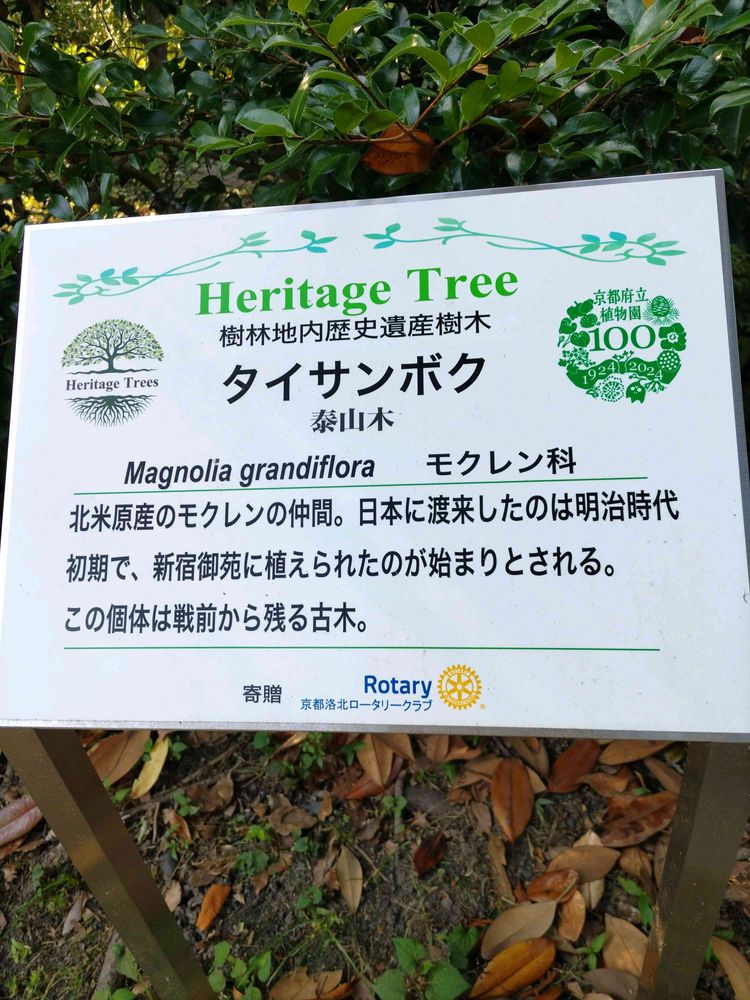 Heritage Tree
樹林地内歴史遺産樹木
Heritage Trees
京都府立
植物園
100
1924 2024
タイサンボク
泰山木
Magnolia grandiflora モクレン科
北米原産のモクレンの仲間。日本に渡来したのは明治時代
初期で、新宿御苑に植えられたのが始まりとされる。
この個体は戦前から残る古木。
寄贈 Rotary
京都洛北ロータリークラブ